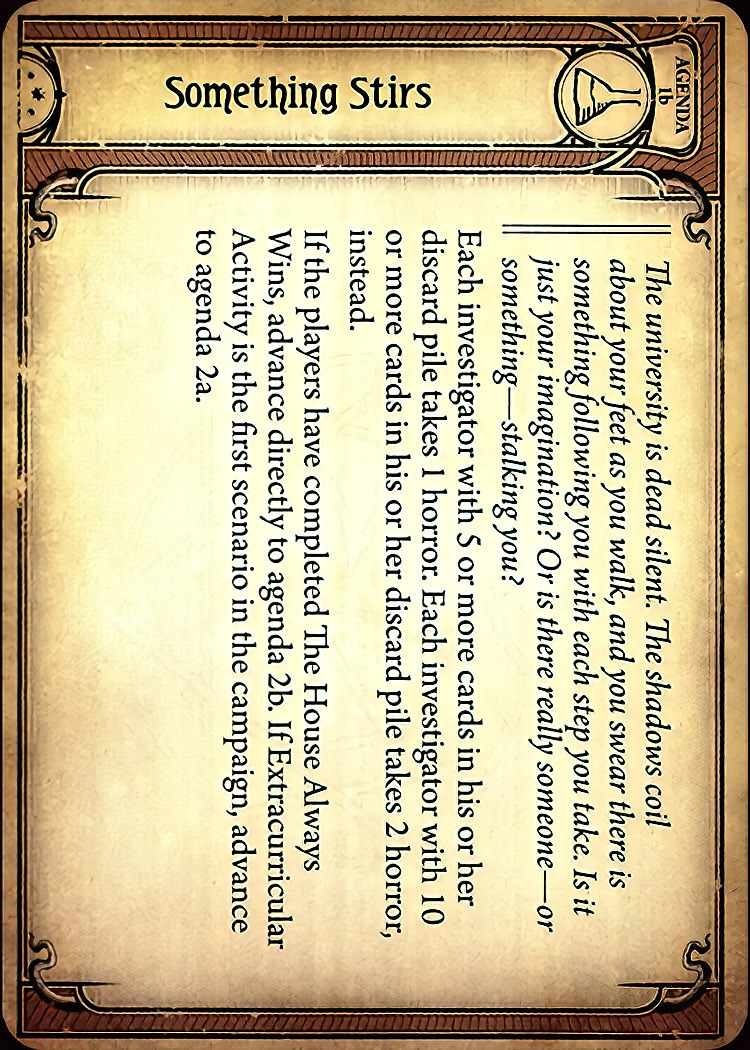 AGENDA
1b
Something Stirs
The university is dead silent. The shadows coil
about your feet as you walk, and you swear there is
something following you with each step you take. Is it
just your imagination? Or is there really someone—or
something—stalking you?
Each investigator with 5 or more cards in his or her
discard pile takes 1 horror. Each investigator with 10
or more cards in his or her discard pile takes 2 horror,
instead.
If the players have completed The House Always
Wins, advance directly to agenda 2b. If Extracurricular
Activity is the first scenario in the campaign, advance
to agenda 2a.